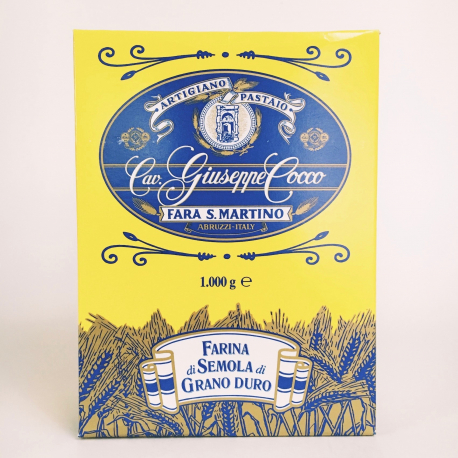 ARTIGIANO PASTAIO
Cav. Giuseppe Cocco
FARA S. MARTINO
ABRUZZI-ITALY
1.000 g ℮
FARINA
di SEMOLA di
GRANO DURO